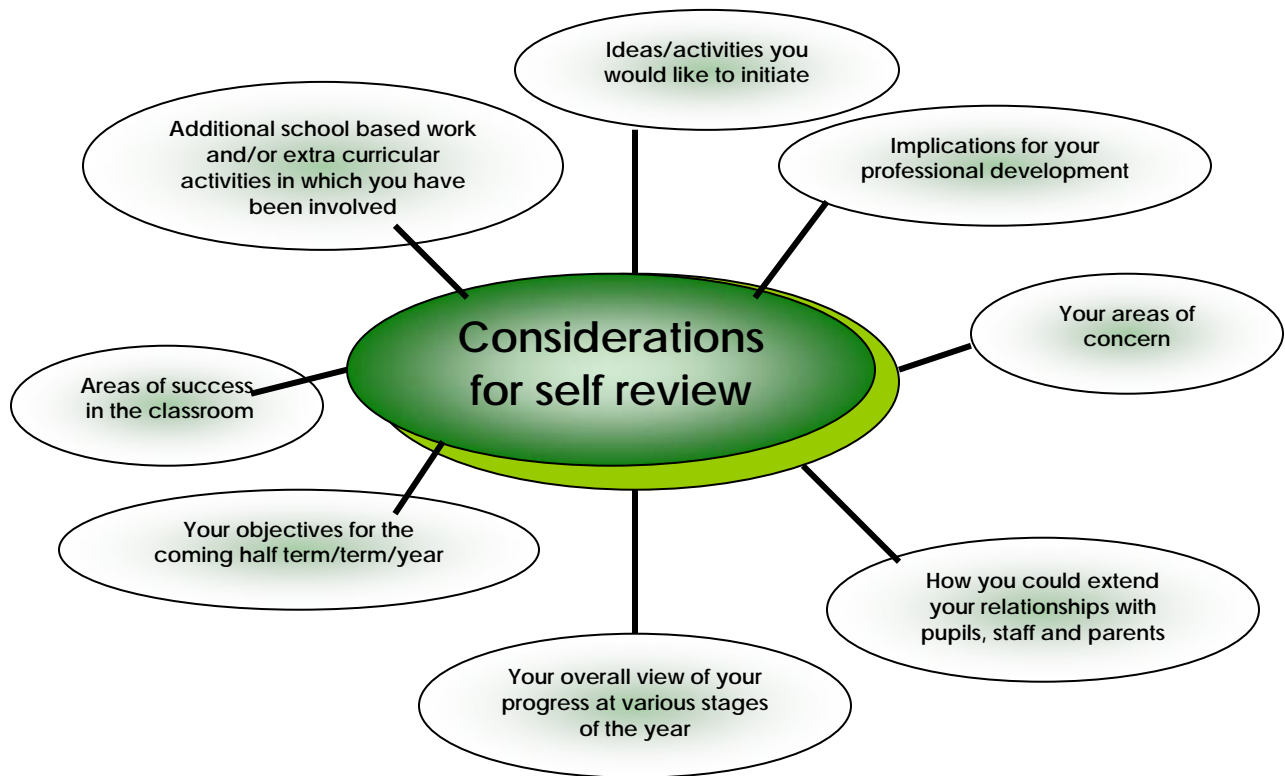 Ideas/activities you
would like to initiate
Additional school based work
and/or extra curricular
activities in which you have
been involved
Implications for your
professional development
Your areas of
concern
Considerations
for self review
Areas of success
in the classroom
Your objectives for the
coming half term/term/year
How you could extend
your relationships with
pupils, staff and parents
Your overall view of your
progress at various stages
of the year